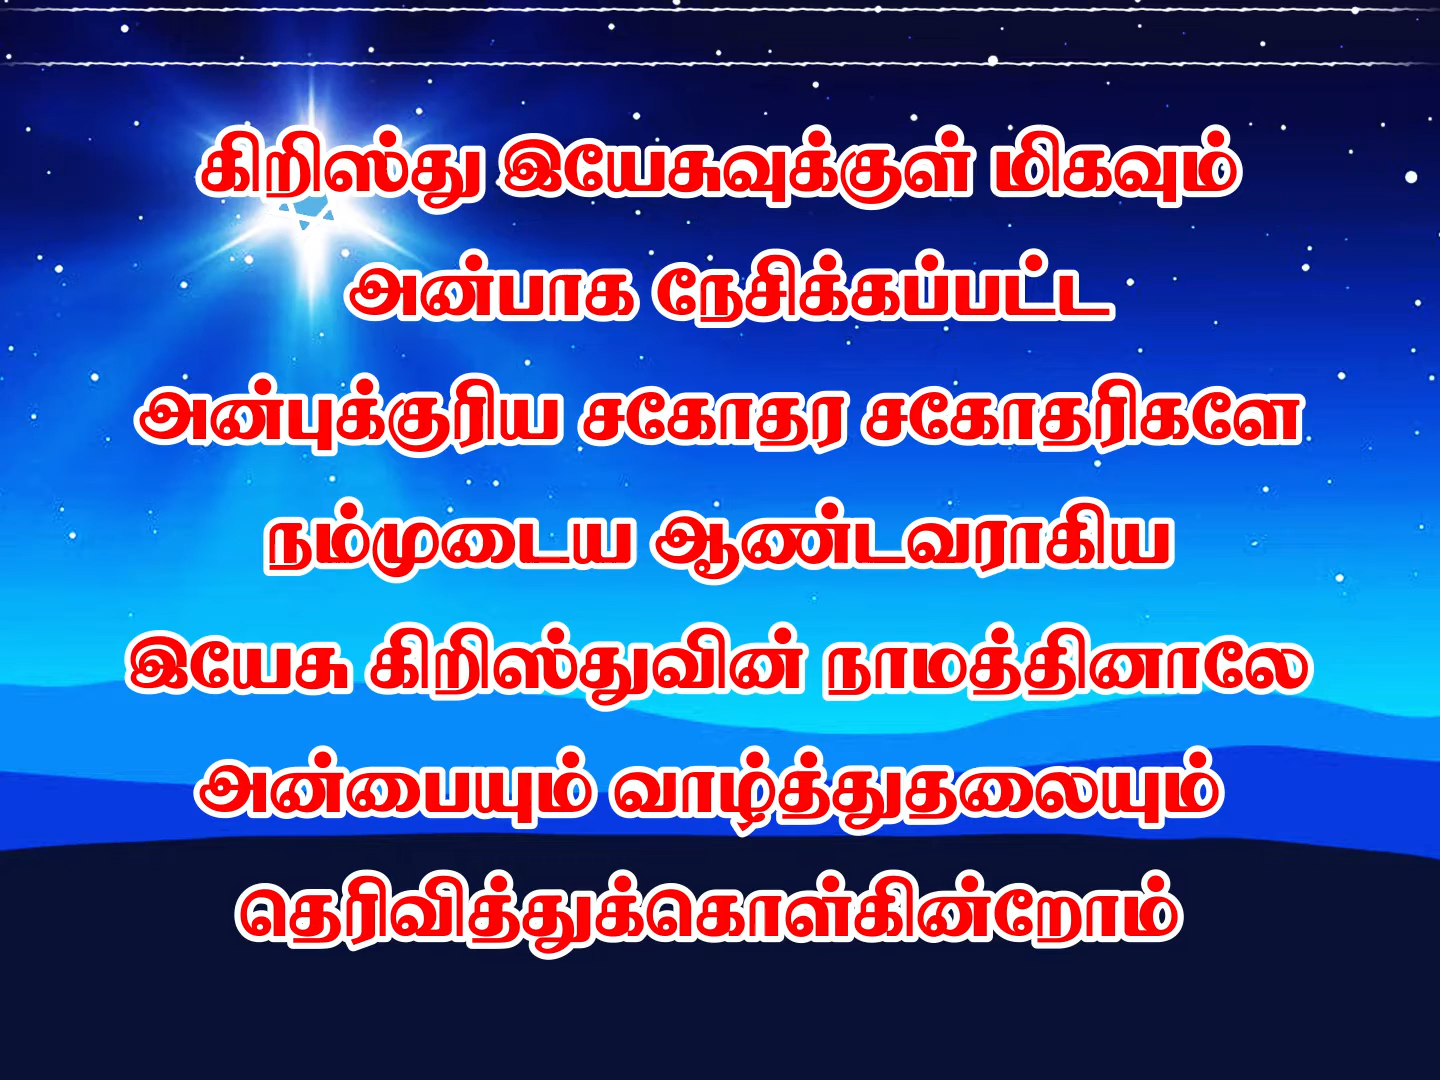 கிறிஸ்து இயேசுவுக்குள் மிகவும்
அன்பாக நேசிக்கப்பட்ட
அன்புக்குரிய சகோதர சகோதரிகளே
நம்முடைய ஆண்டவராகிய
இயேசு கிறிஸ்துவின் நாமத்தினாலே
அன்பையும் வாழ்த்துதலையும்
தெரிவித்துக்கொள்கின்றோம்